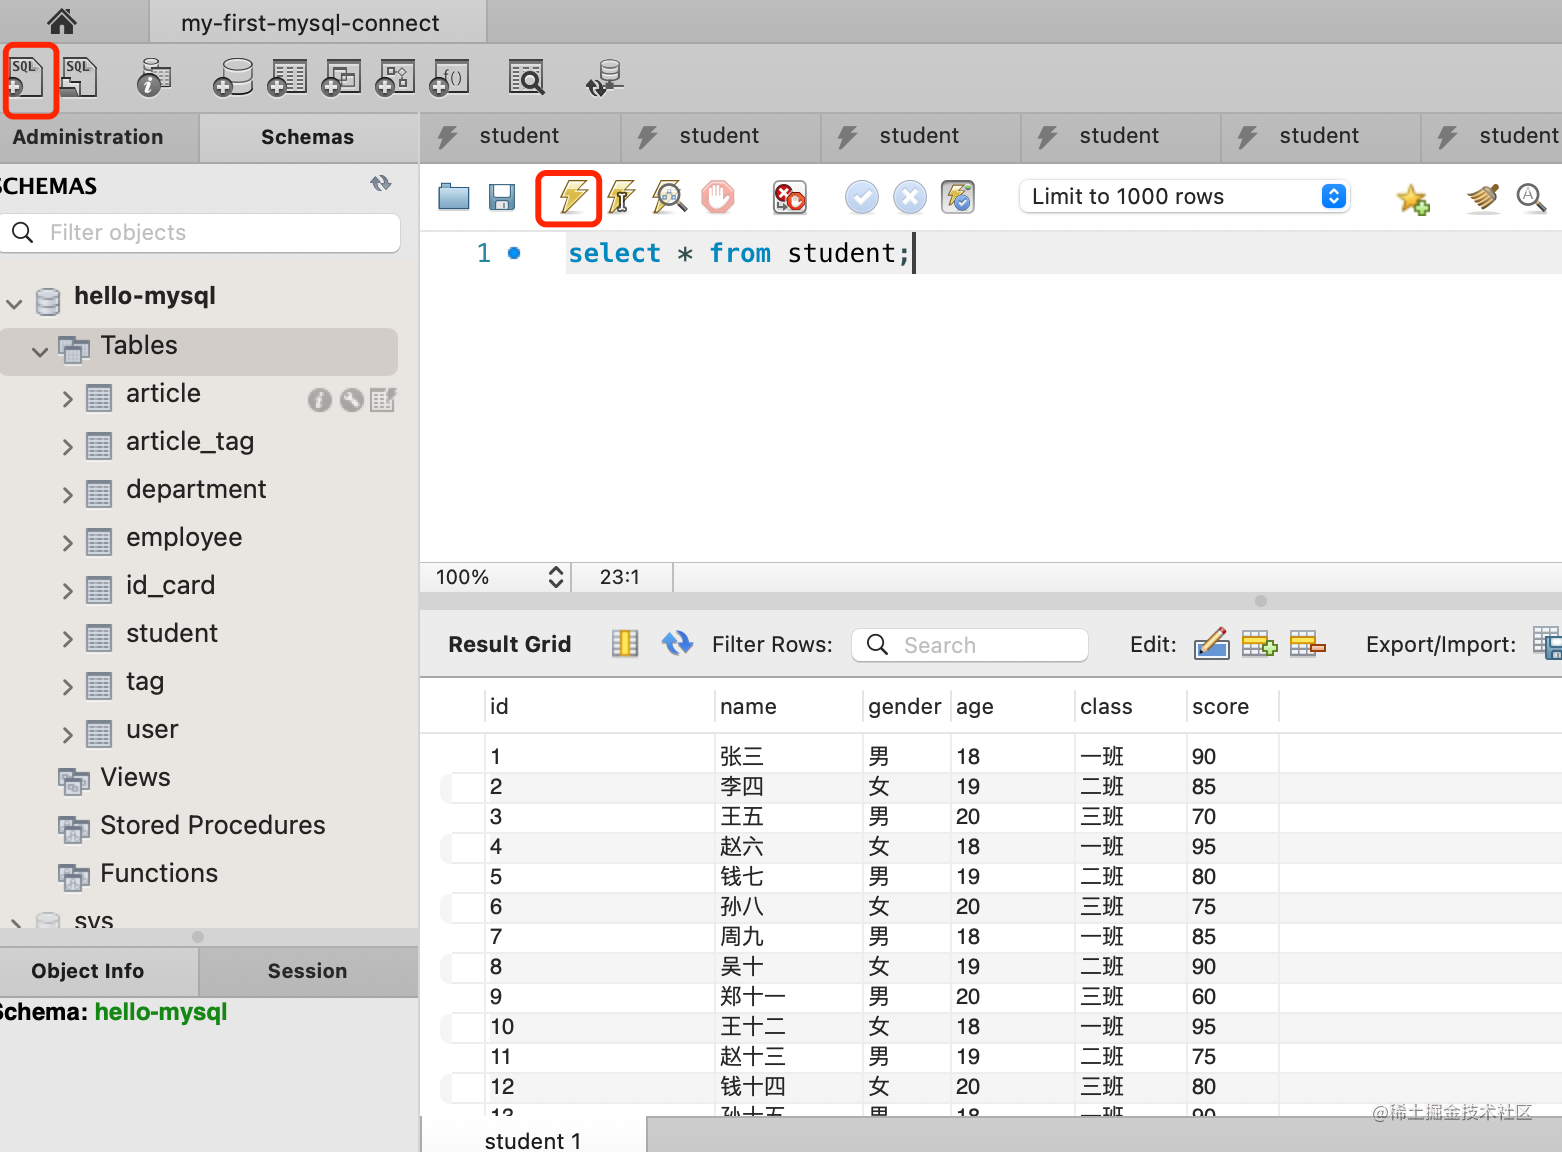 my-first-mysql-connect
SQL SQL
Administration Schemas student student student student student student
SCHEMAS
Limit to 1000 rows
Filter objects
1 select * from student;
hello-mysql
Tables
article
article_tag
department
employee
id_card
student
tag
user
Views
Stored Procedures
Functions
sys
Object Info Session
Schema: hello-mysql
100% 23:1
Result Grid Filter Rows: Search Edit: Export/Import:
id name gender age class score
1 张三 男 18 一班 90
2 李四 女 19 二班 85
3 王五 男 20 三班 70
4 赵六 女 18 一班 95
5 钱七 男 19 二班 80
6 孙八 女 20 三班 75
7 周九 男 18 一班 85
8 吴十 女 19 二班 90
9 郑十一 男 20 三班 60
10 王十二 女 18 一班 95
11 赵十三 男 19 二班 75
12 钱十四 女 20 三班 80
13 孙十五 男 18 一班 90
@稀土掘金技术社区
student 1